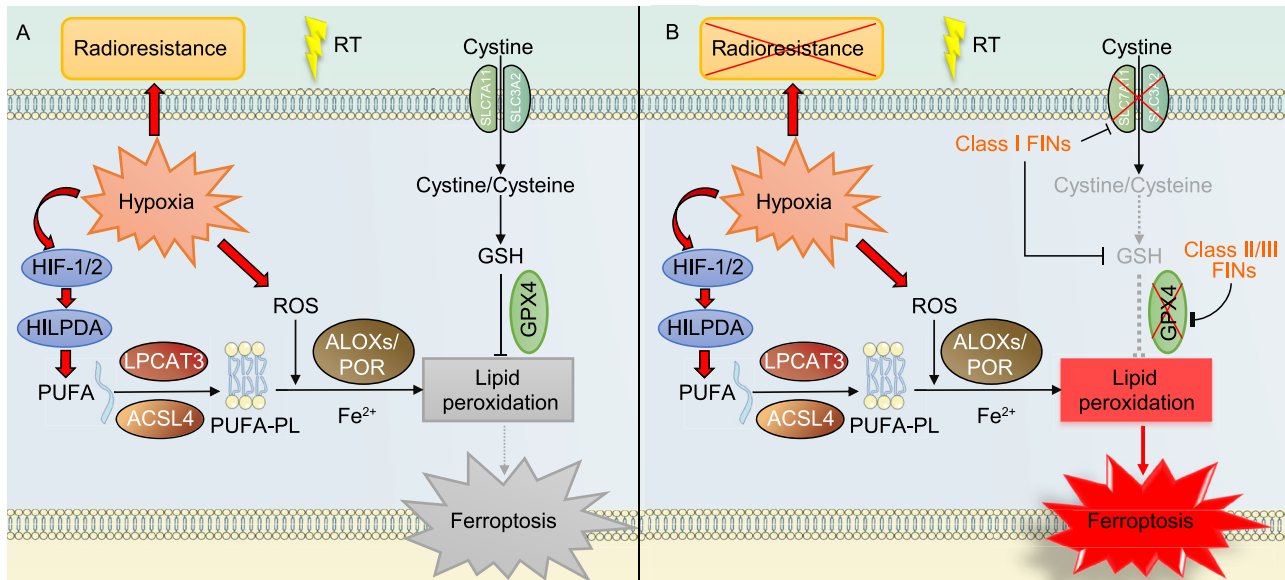 A
Radioresistance
RT
Cystine
SLC7A11
SLC3A2
Hypoxia
Cystine/Cysteine
HIF-1/2
GSH
GPX4
HILPDA
ROS
ALOXs/
POR
LPCAT3
PUFA
Lipid
peroxidation
ACSL4
PUFA-PL
Fe²⁺
Ferroptosis
B
Radioresistance
RT
Cystine
SLC7A11
SLC3A2
Class I FINs
Hypoxia
Cystine/Cysteine
HIF-1/2
GSH
Class II/III
FINs
GPX4
HILPDA
ROS
ALOXs/
POR
LPCAT3
PUFA
Lipid
peroxidation
ACSL4
PUFA-PL
Fe²⁺
Ferroptosis